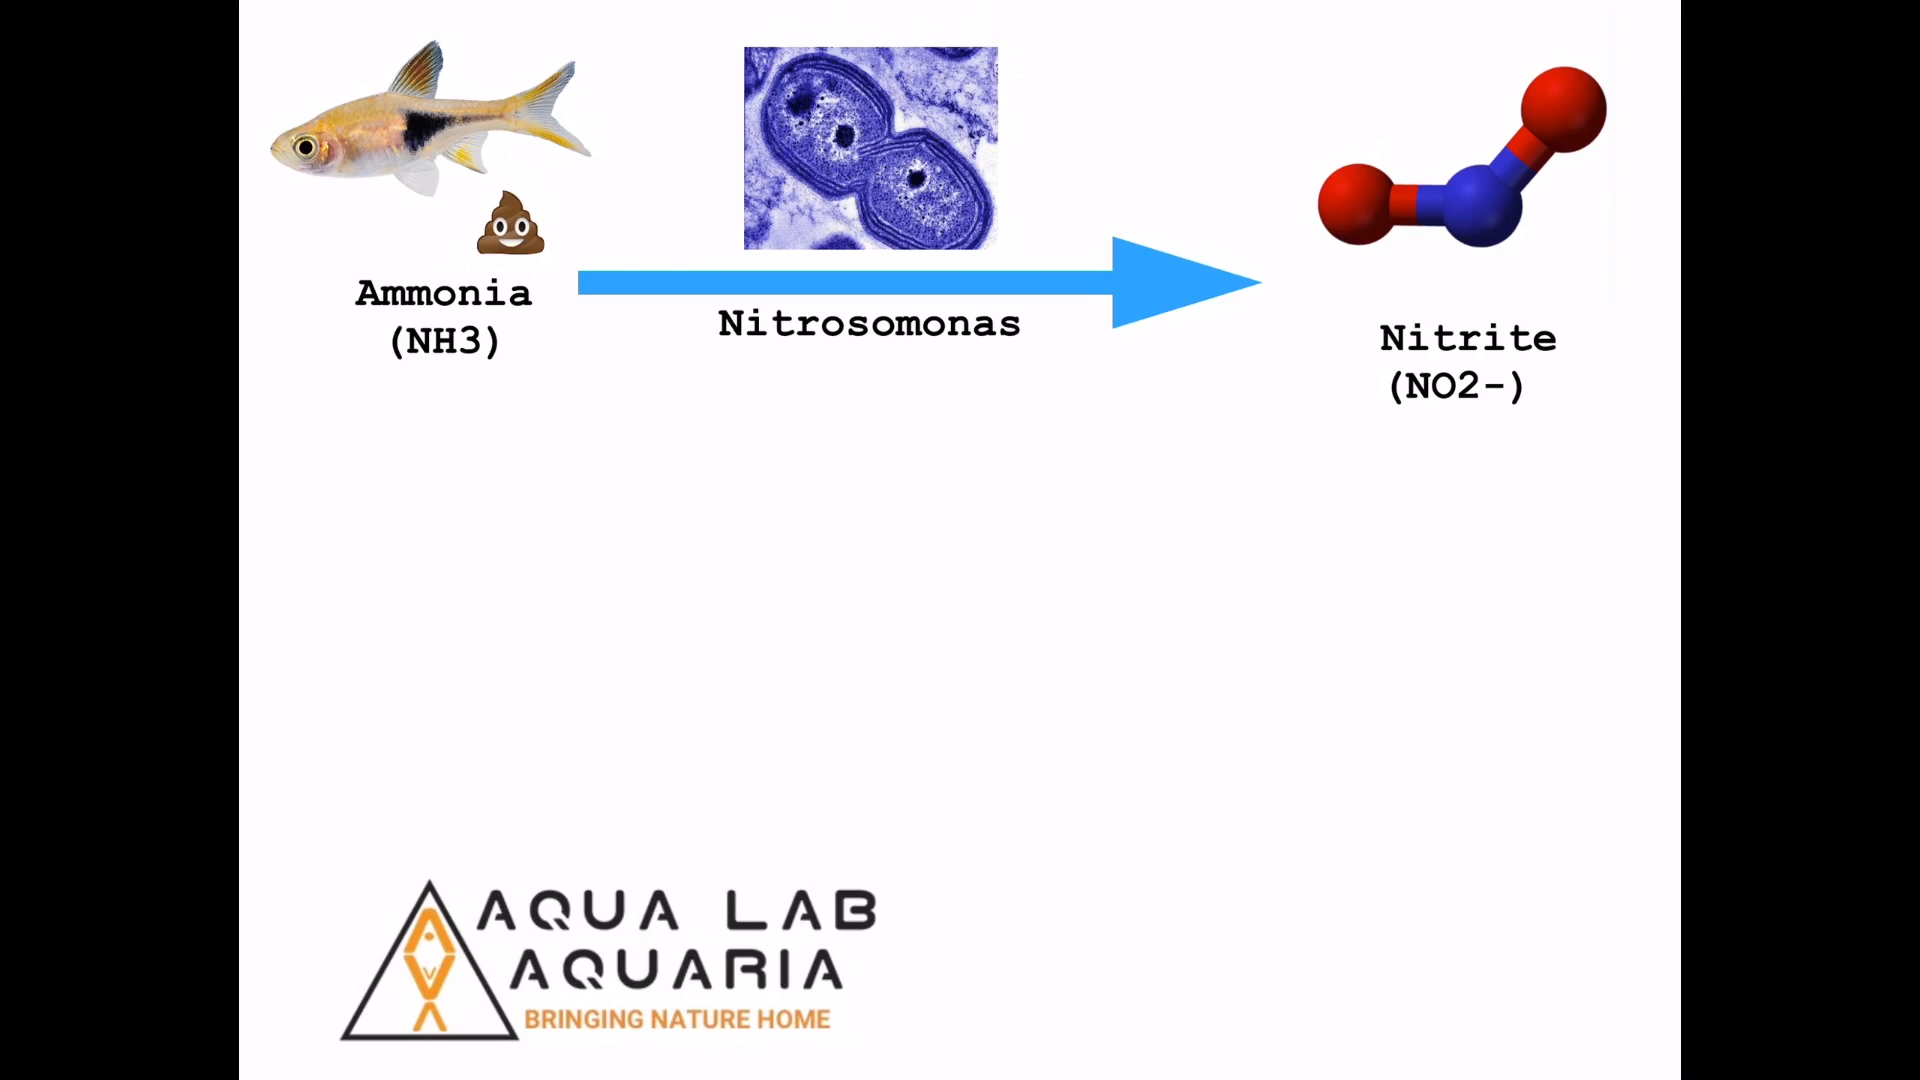 Ammonia
(NH3)
Nitrosomonas
Nitrite
(NO2-)
AQUA LAB
AQUARIA
BRINGING NATURE HOME